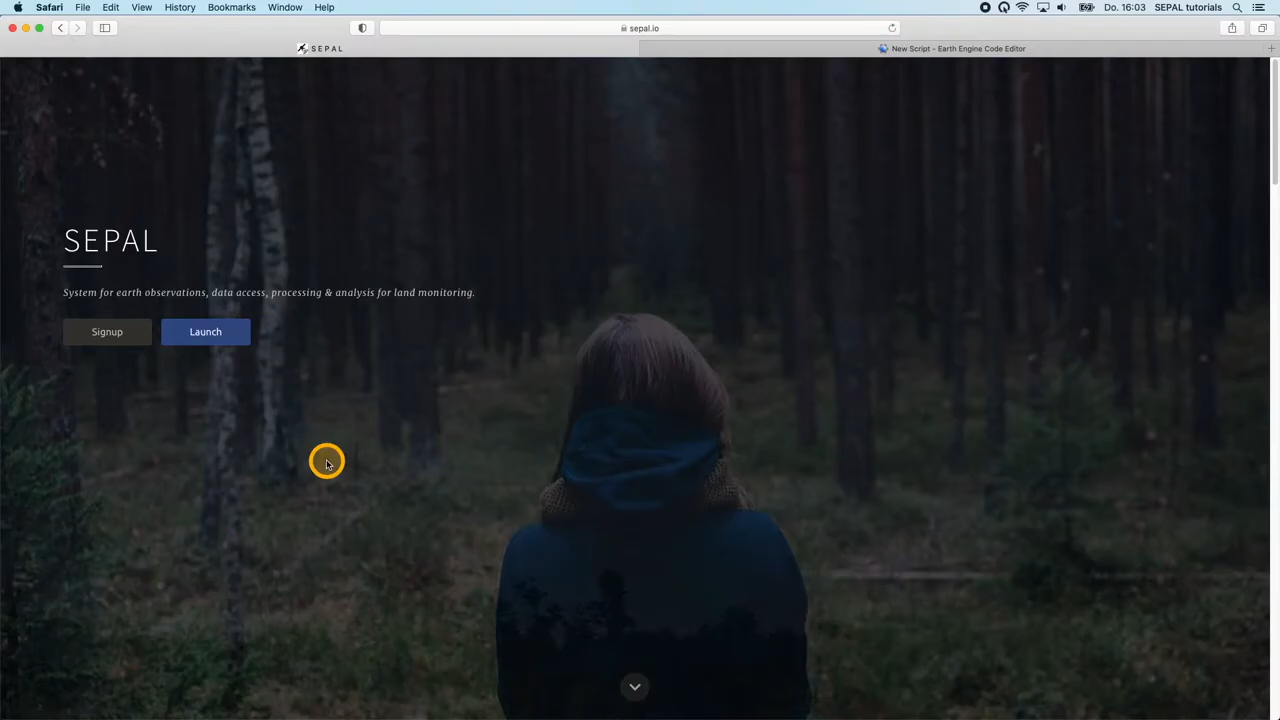 Safari File Edit View History Bookmarks Window Help Do. 16:03 SEPAL tutorials
sepal.io
SEPAL New Script - Earth Engine Code Editor
SEPAL
System for earth observations, data access, processing & analysis for land monitoring.
Signup Launch